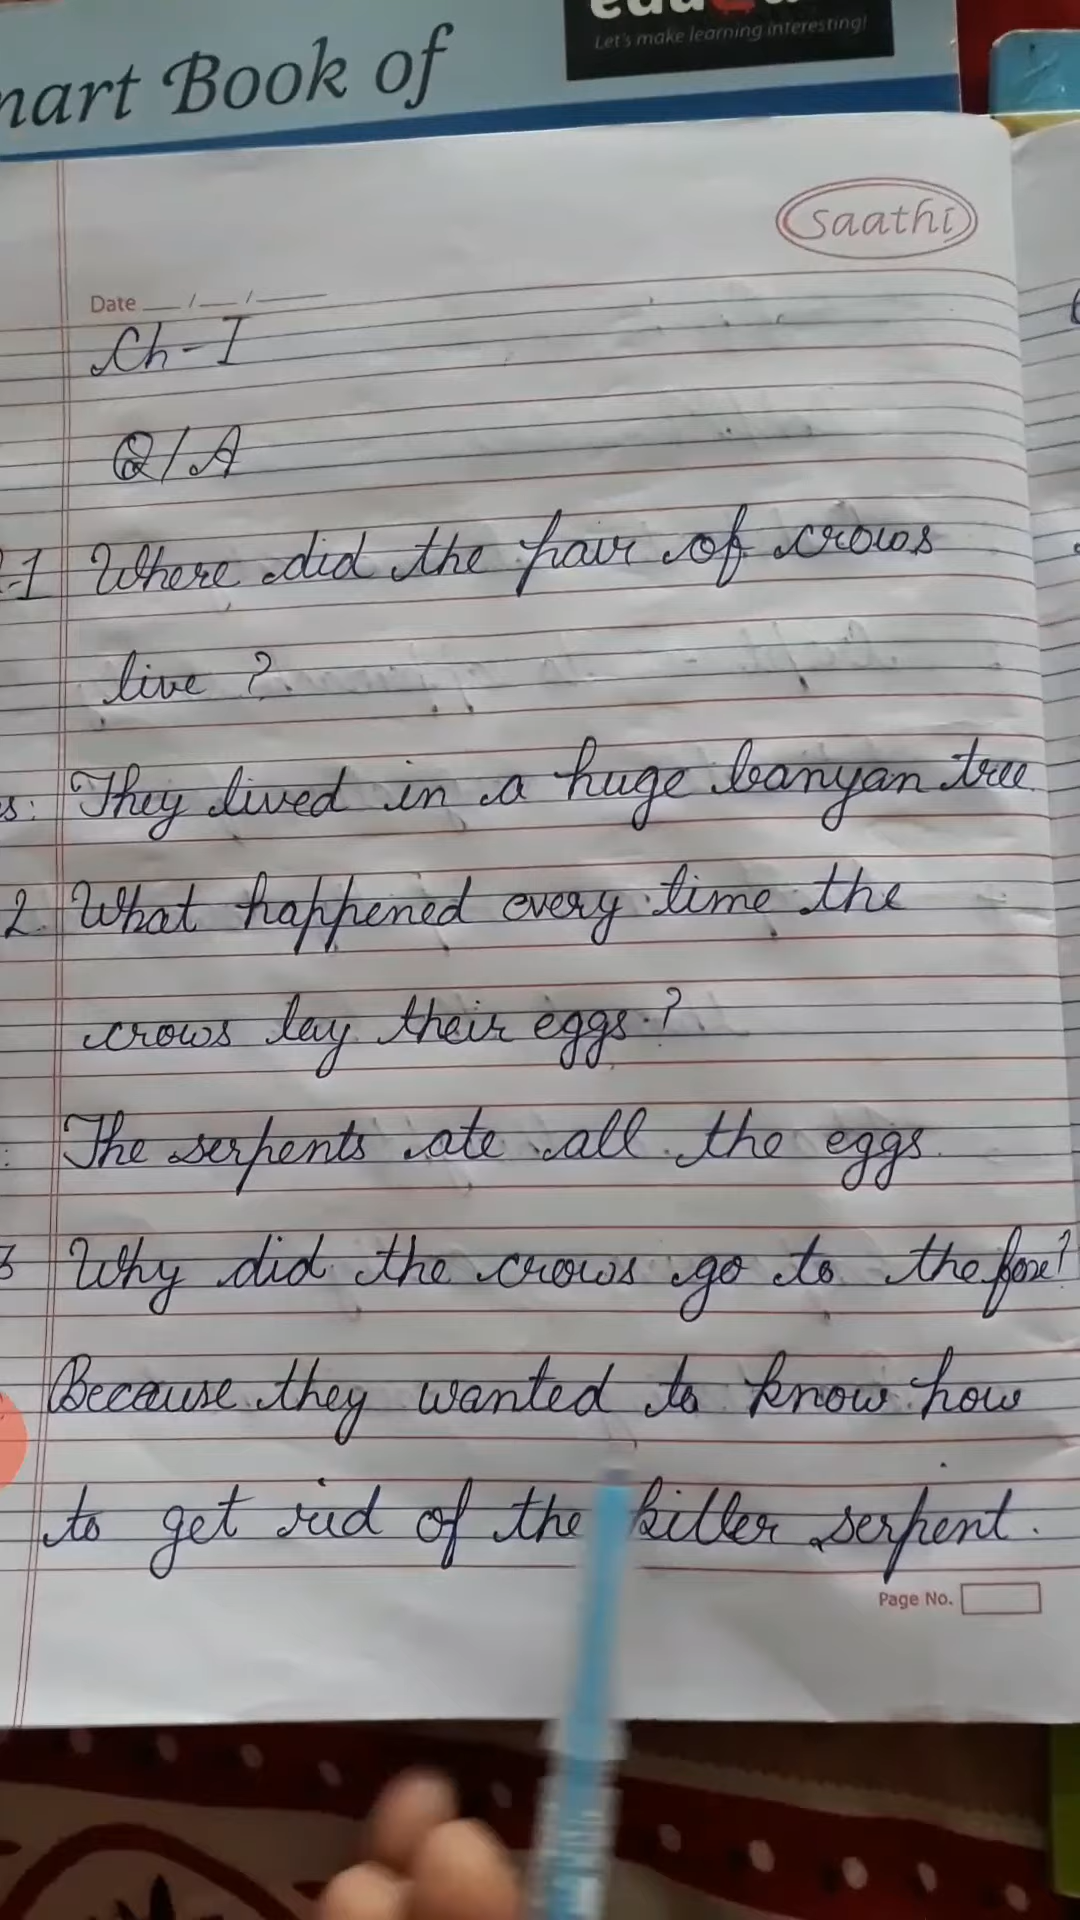 Book of
Let's make learning interesting!
saathi
Date
Ch-I
Q/A
-1 Where did the pair of crows
live ?
s: They lived in a huge banyan tree
2. What happened every time the
crows lay their eggs ?
: The serpents ate all the eggs.
3 Why did the crows go to the fox?
Because they wanted to know how
to get rid of the killer serpent.
Page No.